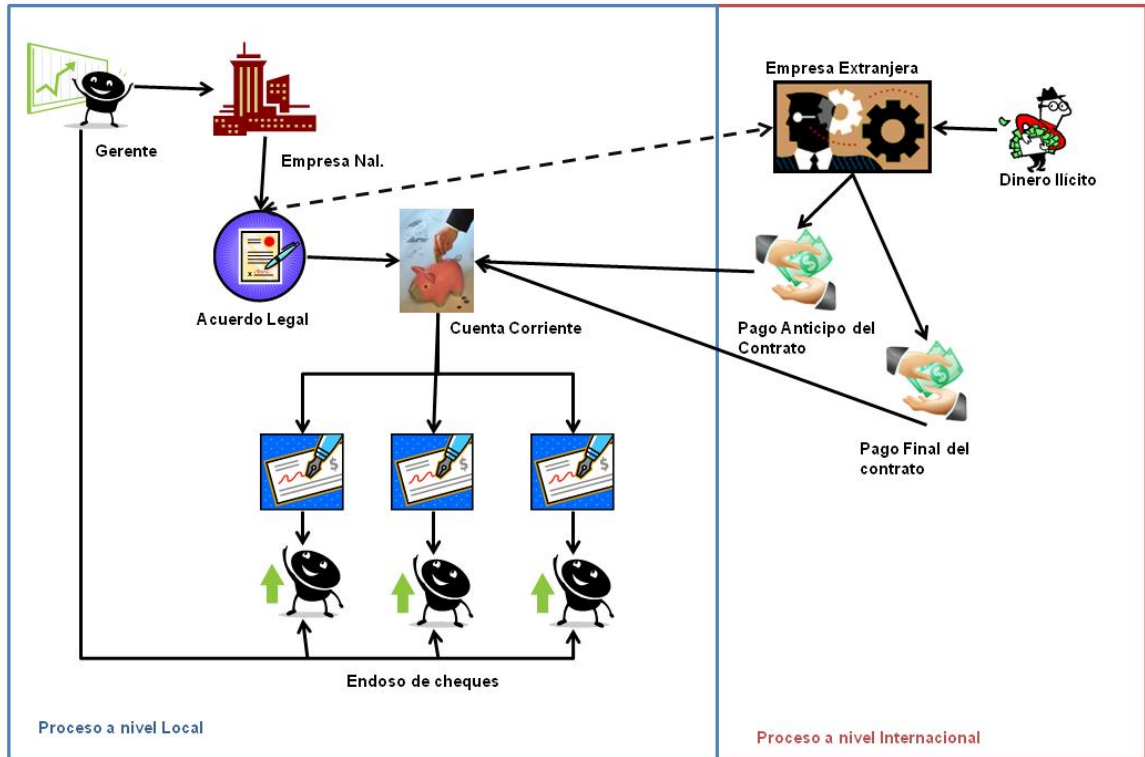 Gerente
Empresa Nal.
Acuerdo Legal
Cuenta Corriente
Endoso de cheques
Proceso a nivel Local
Empresa Extranjera
Dinero Ilícito
Pago Anticipo del
Contrato
Pago Final del
contrato
Proceso a nivel Internacional